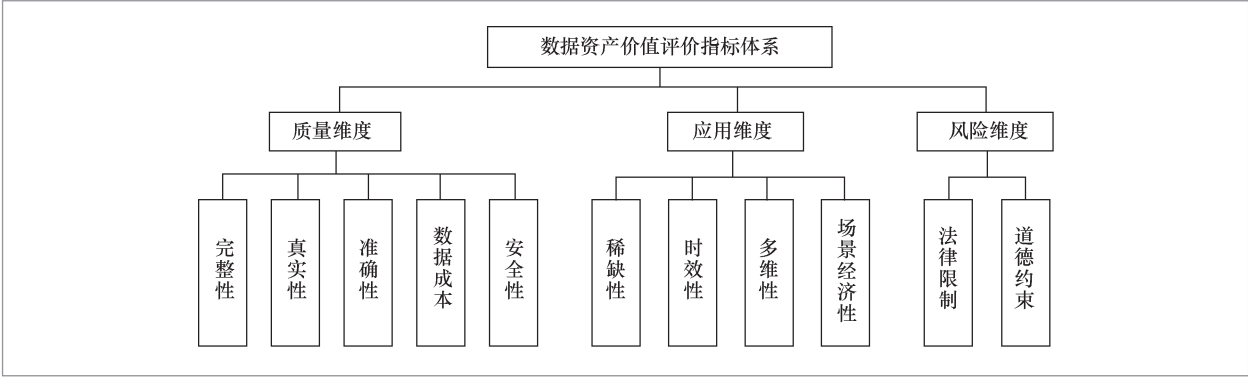 数据资产价值评价指标体系
质量维度
应用维度
风险维度
完整性
真实性
准确性
数据成本
安全性
稀缺性
时效性
多维性
场景经济性
法律限制
道德约束